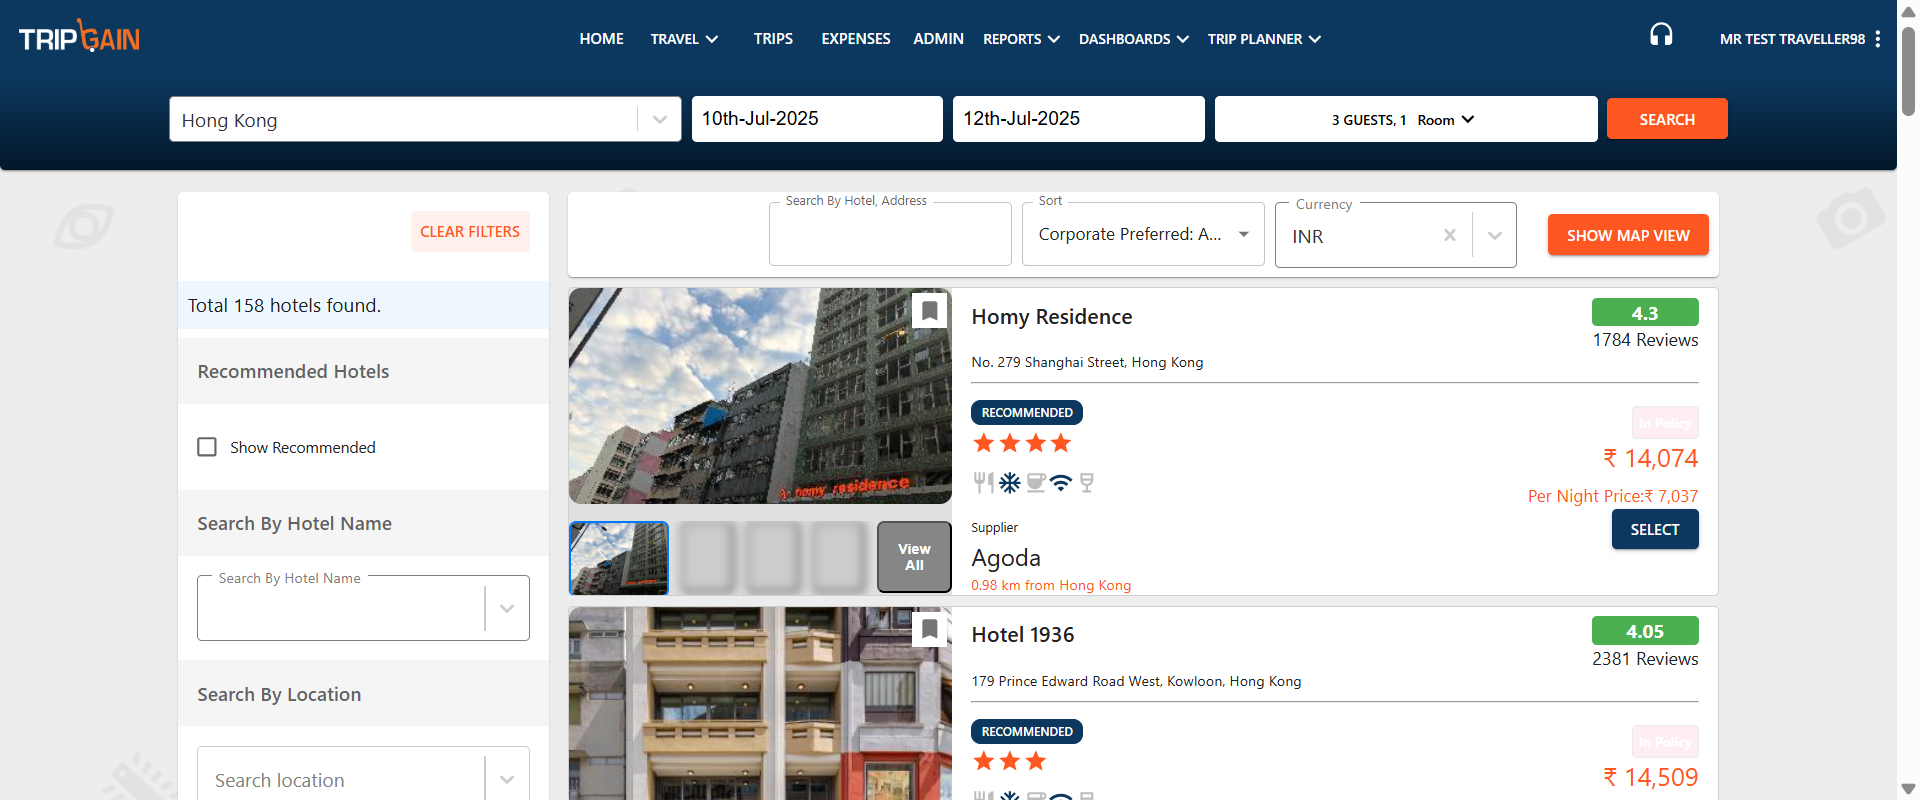 TRIPGAIN
HOME TRAVEL TRIPS EXPENSES ADMIN REPORTS DASHBOARDS TRIP PLANNER
MR TEST TRAVELLER98
Hong Kong
10th-Jul-2025
12th-Jul-2025
3 GUESTS, 1 Room
SEARCH
CLEAR FILTERS
Total 158 hotels found.
Recommended Hotels
Show Recommended
Search By Hotel Name
Search By Hotel Name
Search By Location
Search location
Search By Hotel, Address
Sort
Corporate Preferred: A...
Currency
INR
SHOW MAP VIEW
homy residence
View
All
Homy Residence
4.3
1784 Reviews
No. 279 Shanghai Street, Hong Kong
RECOMMENDED
In Policy
₹ 14,074
Per Night Price:₹ 7,037
SELECT
Supplier
Agoda
0.98 km from Hong Kong
Hotel 1936
4.05
2381 Reviews
179 Prince Edward Road West, Kowloon, Hong Kong
RECOMMENDED
In Policy
₹ 14,509